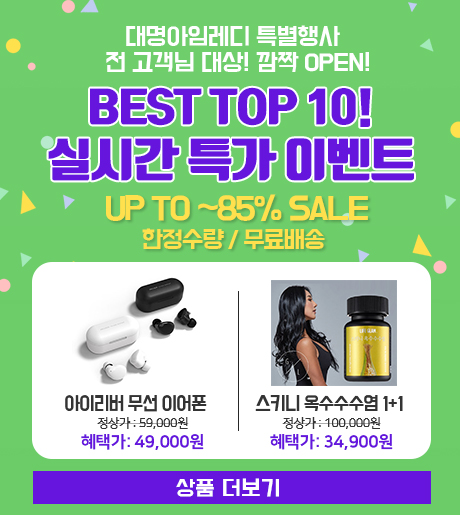 대명아임레디 특별행사
전 고객님 대상! 깜짝 OPEN!
BEST TOP 10!
실시간 특가 이벤트
UP TO ~85% SALE
한정수량 / 무료배송
아이리버 무선 이어폰
정상가 : 59,000원
혜택가: 49,000원
스키니 옥수수수염 1+1
정상가 : 100,000원
혜택가: 34,900원
상품 더보기